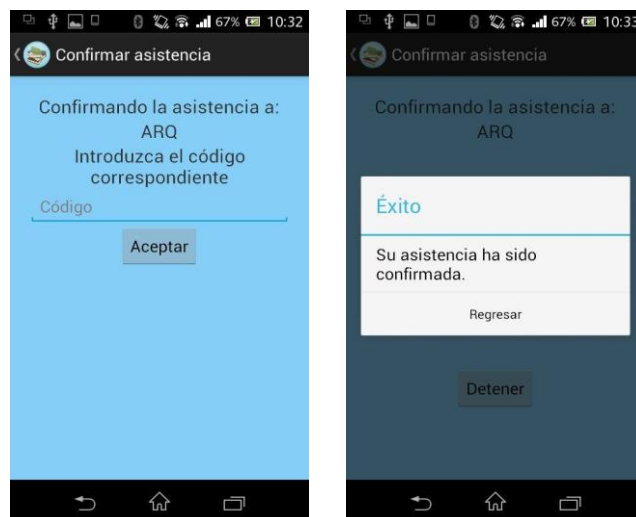 67% 10:32
Confirmar asistencia
Confirmando la asistencia a:
ARQ
Introduzca el código
correspondiente
Código
Aceptar
67% 10:33
Confirmar asistencia
Confirmando la asistencia a:
ARQ
Éxito
Su asistencia ha sido
confirmada.
Regresar
Detener